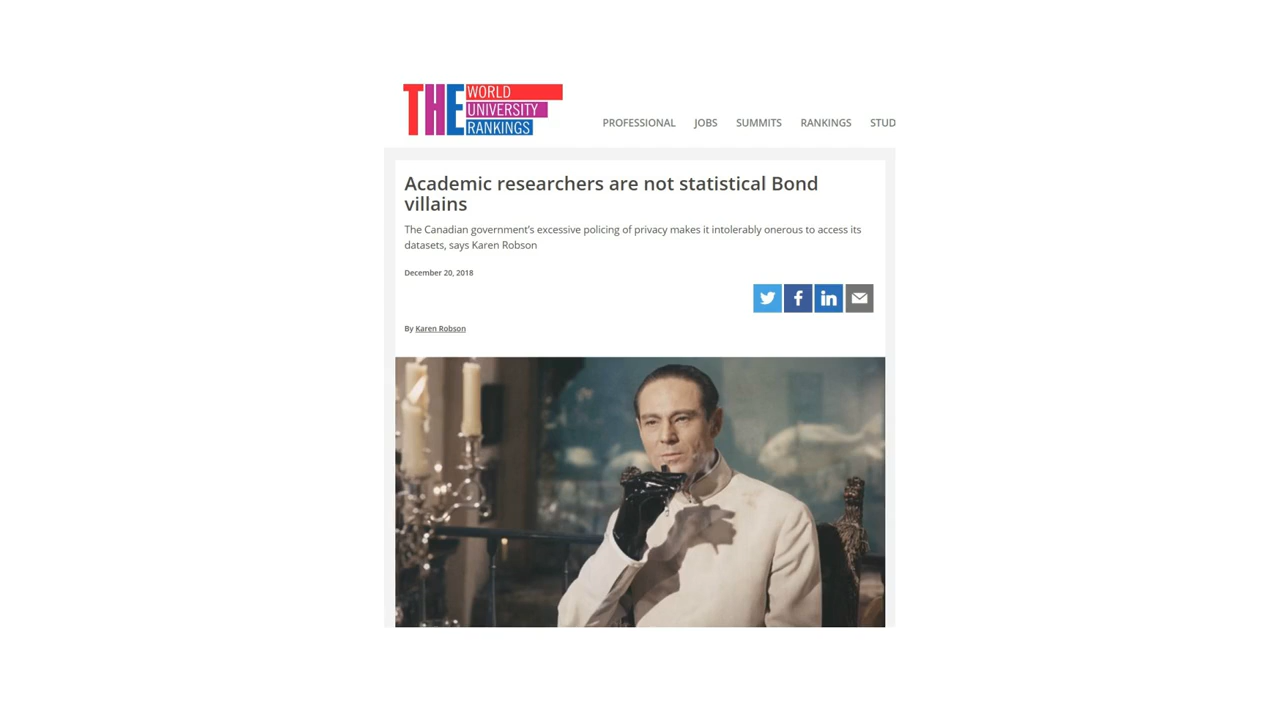 THE WORLD
UNIVERSITY
RANKINGS
PROFESSIONAL JOBS SUMMITS RANKINGS STUD
Academic researchers are not statistical Bond
villains
The Canadian government's excessive policing of privacy makes it intolerably onerous to access its
datasets, says Karen Robson
December 20, 2018
By Karen Robson